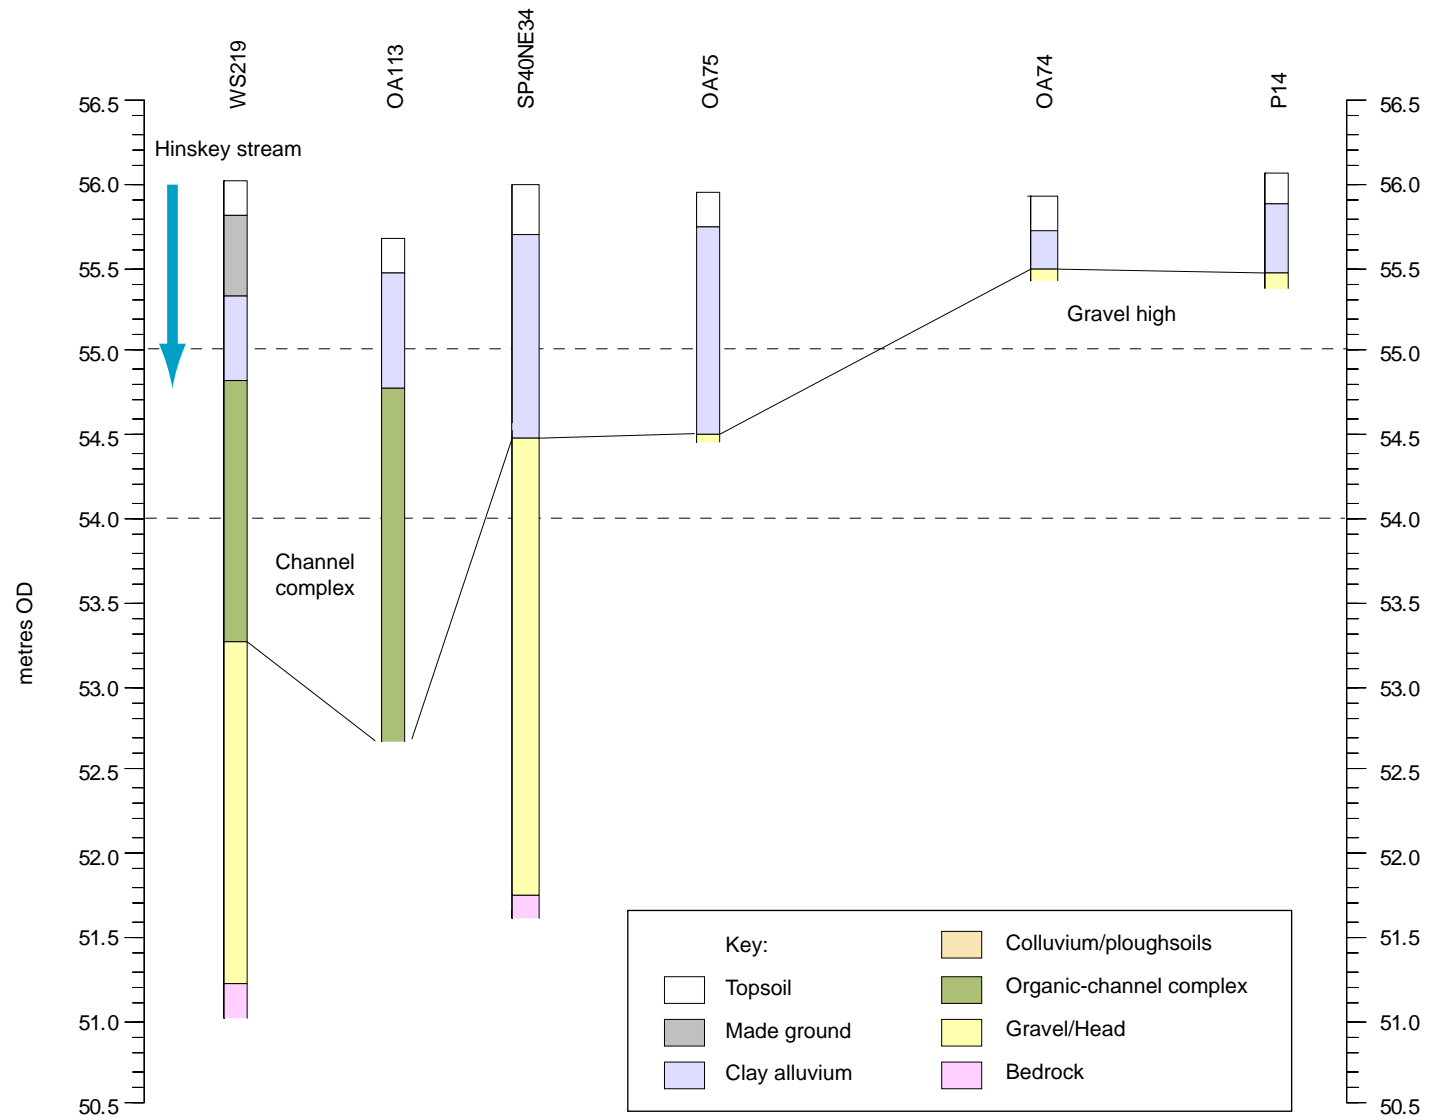 WS219
OA113
SP40NE34
OA75
OA74
P14
56.5
56.0
55.5
55.0
54.5
54.0
53.5
53.0
52.5
52.0
51.5
51.0
50.5
metres OD
Hinskey stream
Channel
complex
Gravel high
56.5
56.0
55.5
55.0
54.5
54.0
53.5
53.0
52.5
52.0
51.5
51.0
50.5
Key:
Topsoil
Made ground
Clay alluvium
Colluvium/ploughsoils
Organic-channel complex
Gravel/Head
Bedrock